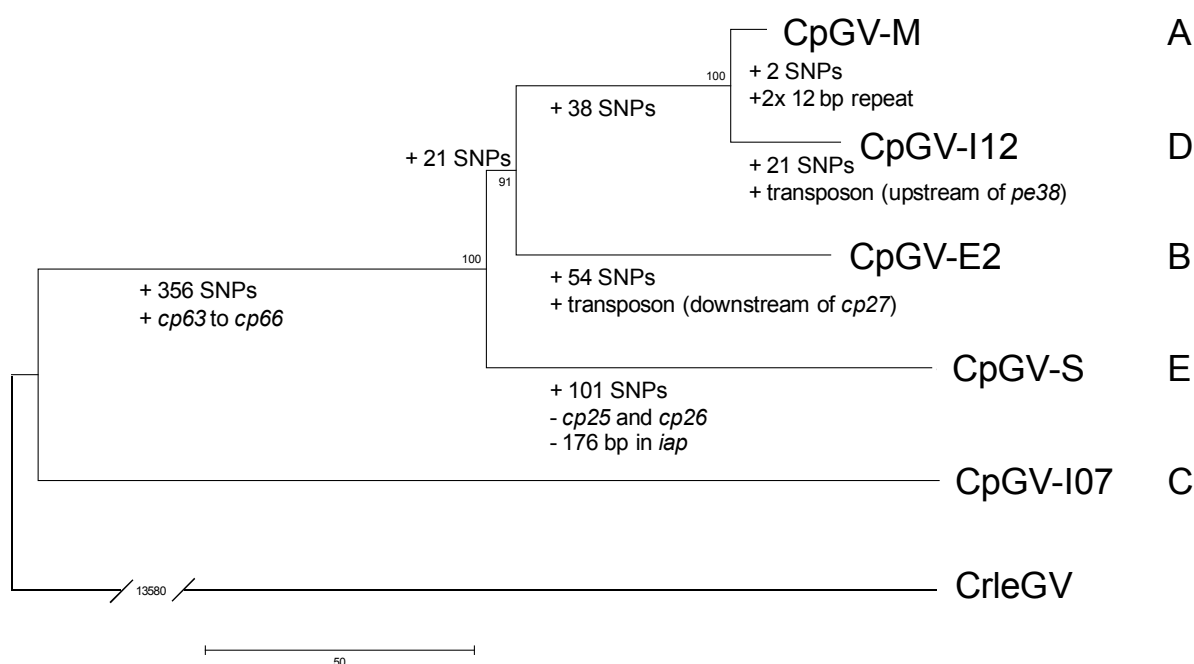 CpGV-M A
100
+ 2 SNPs
+2x 12 bp repeat
+ 38 SNPs
CpGV-I12 D
+ 21 SNPs
+ 21 SNPs
+ transposon (upstream of pe38)
91
CpGV-E2 B
100
+ 54 SNPs
+ transposon (downstream of cp27)
+ 356 SNPs
+ cp63 to cp66
CpGV-S E
+ 101 SNPs
- cp25 and cp26
- 176 bp in iap
CpGV-I07 C
CrleGV
13580
50